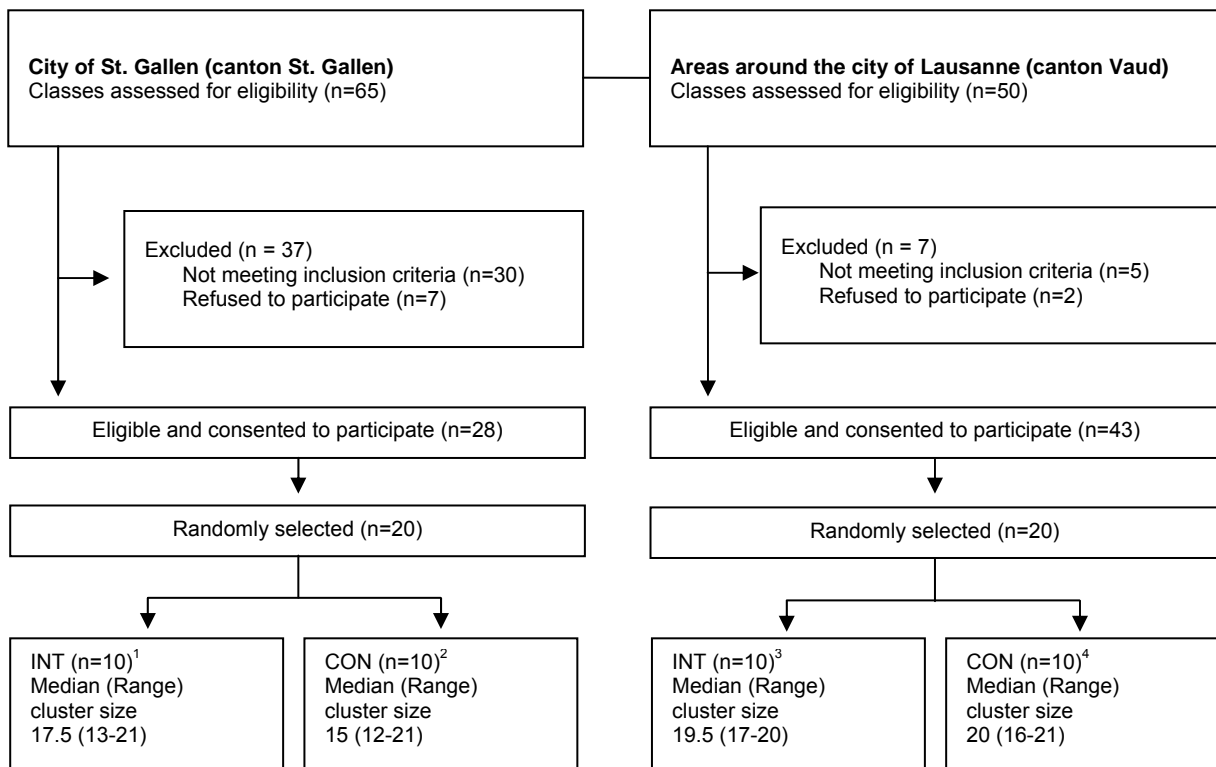 City of St. Gallen (canton St. Gallen)
Classes assessed for eligibility (n=65)
Areas around the city of Lausanne (canton Vaud)
Classes assessed for eligibility (n=50)
Excluded (n = 37)
Not meeting inclusion criteria (n=30)
Refused to participate (n=7)
Excluded (n = 7)
Not meeting inclusion criteria (n=5)
Refused to participate (n=2)
Eligible and consented to participate (n=28)
Eligible and consented to participate (n=43)
Randomly selected (n=20)
Randomly selected (n=20)
INT (n=10)¹
Median (Range)
cluster size
17.5 (13-21)
CON (n=10)²
Median (Range)
cluster size
15 (12-21)
INT (n=10)³
Median (Range)
cluster size
19.5 (17-20)
CON (n=10)⁴
Median (Range)
cluster size
20 (16-21)